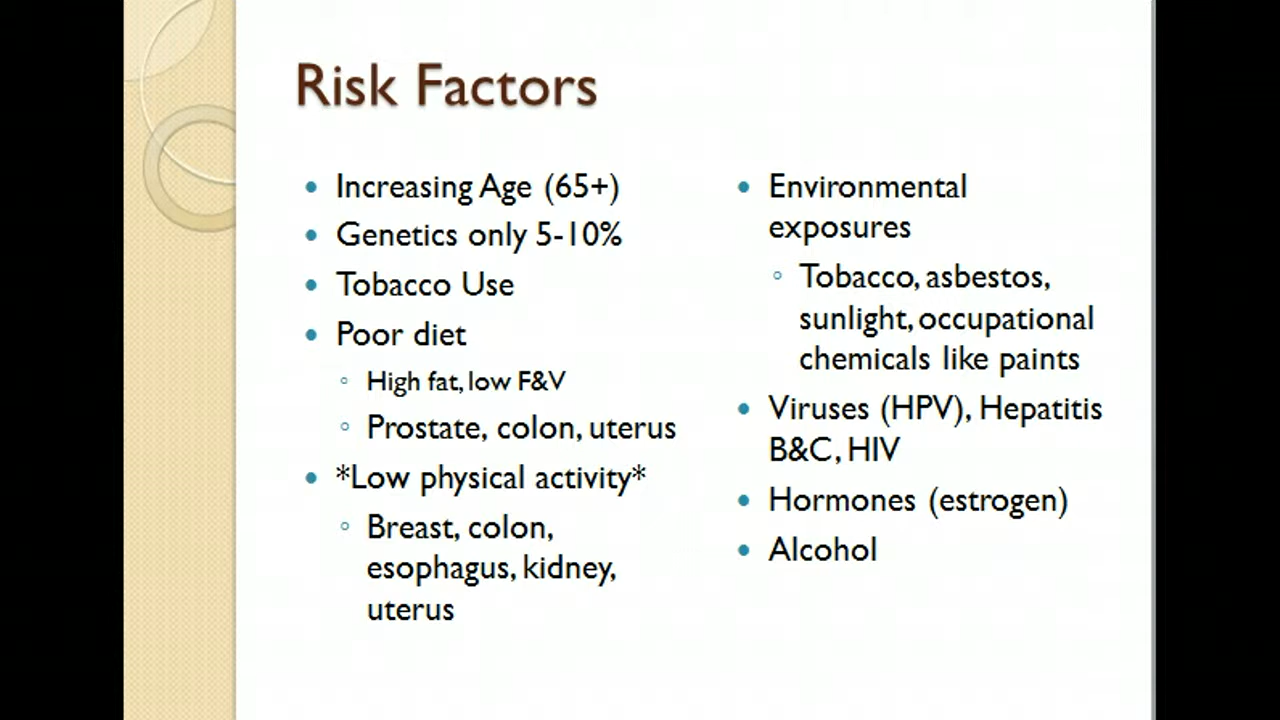 Risk Factors
Increasing Age (65+)
Genetics only 5-10%
Tobacco Use
Poor diet
High fat, low F&V
Prostate, colon, uterus
*Low physical activity*
Breast, colon,
esophagus, kidney,
uterus
Environmental
exposures
Tobacco, asbestos,
sunlight, occupational
chemicals like paints
Viruses (HPV), Hepatitis
B&C, HIV
Hormones (estrogen)
Alcohol